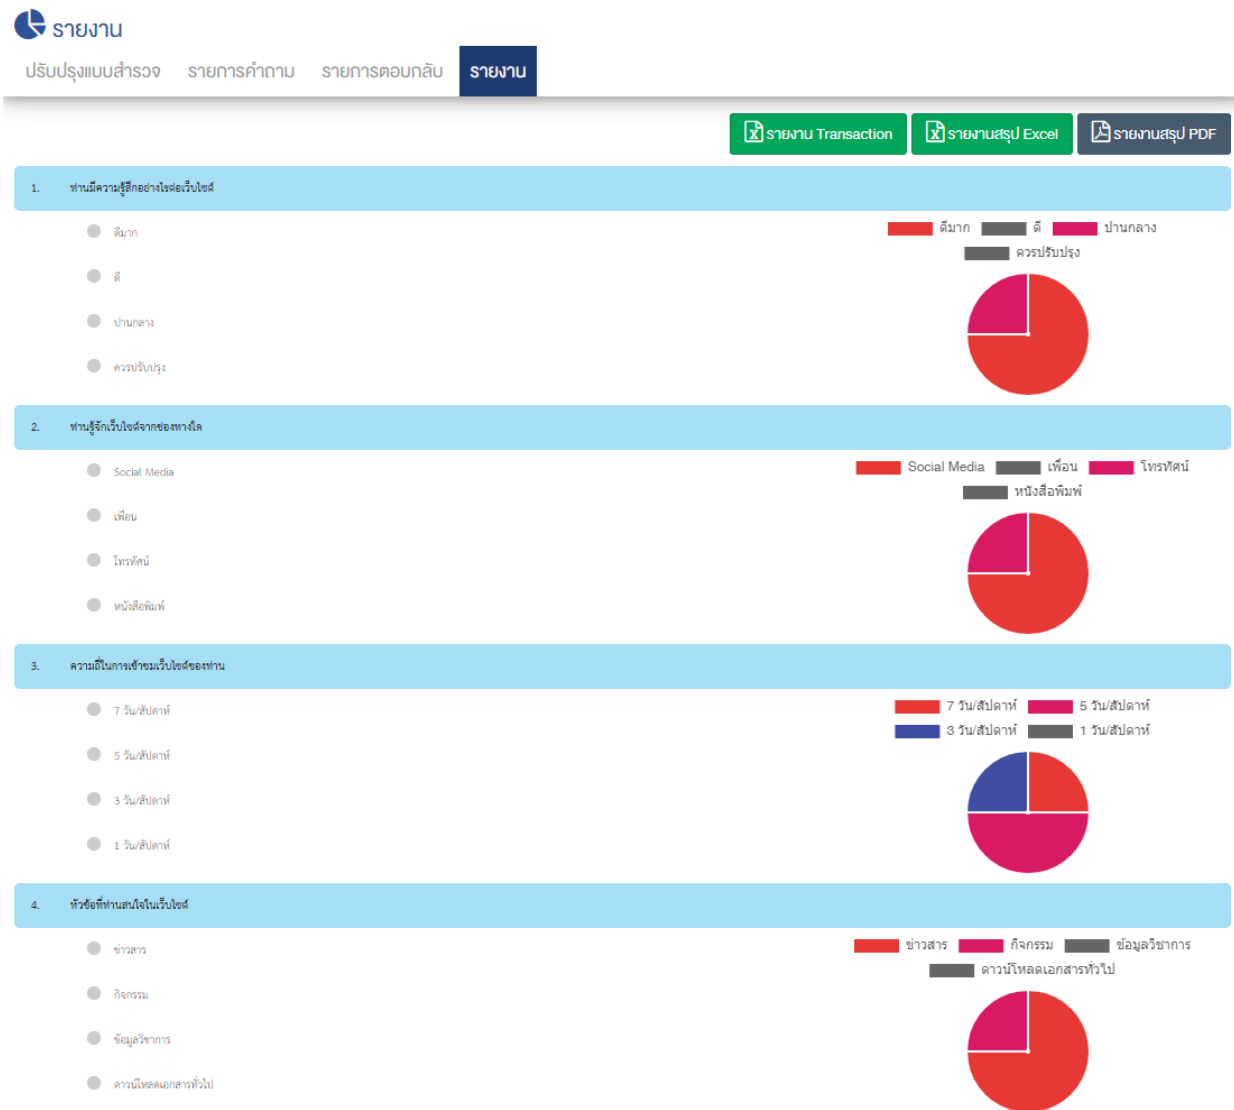 รายงาน
ปรับปรุงแบบสำรวจ รายการคำถาม รายการตอบกลับ รายงาน
รายงาน Transaction รายงานสรุป Excel รายงานสรุป PDF
1. ท่านมีความรู้สึกอย่างไรต่อเว็บไซต์
ดีมาก
ดี
ปานกลาง
ควรปรับปรุง
ดีมาก ดี ปานกลาง
ควรปรับปรุง
2. ท่านรู้จักเว็บไซต์จากช่องทางใด
Social Media
เพื่อน
โทรทัศน์
หนังสือพิมพ์
Social Media เพื่อน โทรทัศน์
หนังสือพิมพ์
3. ความถี่ในการเข้าชมเว็บไซต์ของท่าน
7 วัน/สัปดาห์
5 วัน/สัปดาห์
3 วัน/สัปดาห์
1 วัน/สัปดาห์
7 วัน/สัปดาห์ 5 วัน/สัปดาห์
3 วัน/สัปดาห์ 1 วัน/สัปดาห์
4. หัวข้อที่ท่านสนใจในเว็บไซต์
ข่าวสาร
กิจกรรม
ข้อมูลวิชาการ
ดาวน์โหลดเอกสารทั่วไป
ข่าวสาร กิจกรรม ข้อมูลวิชาการ
ดาวน์โหลดเอกสารทั่วไป